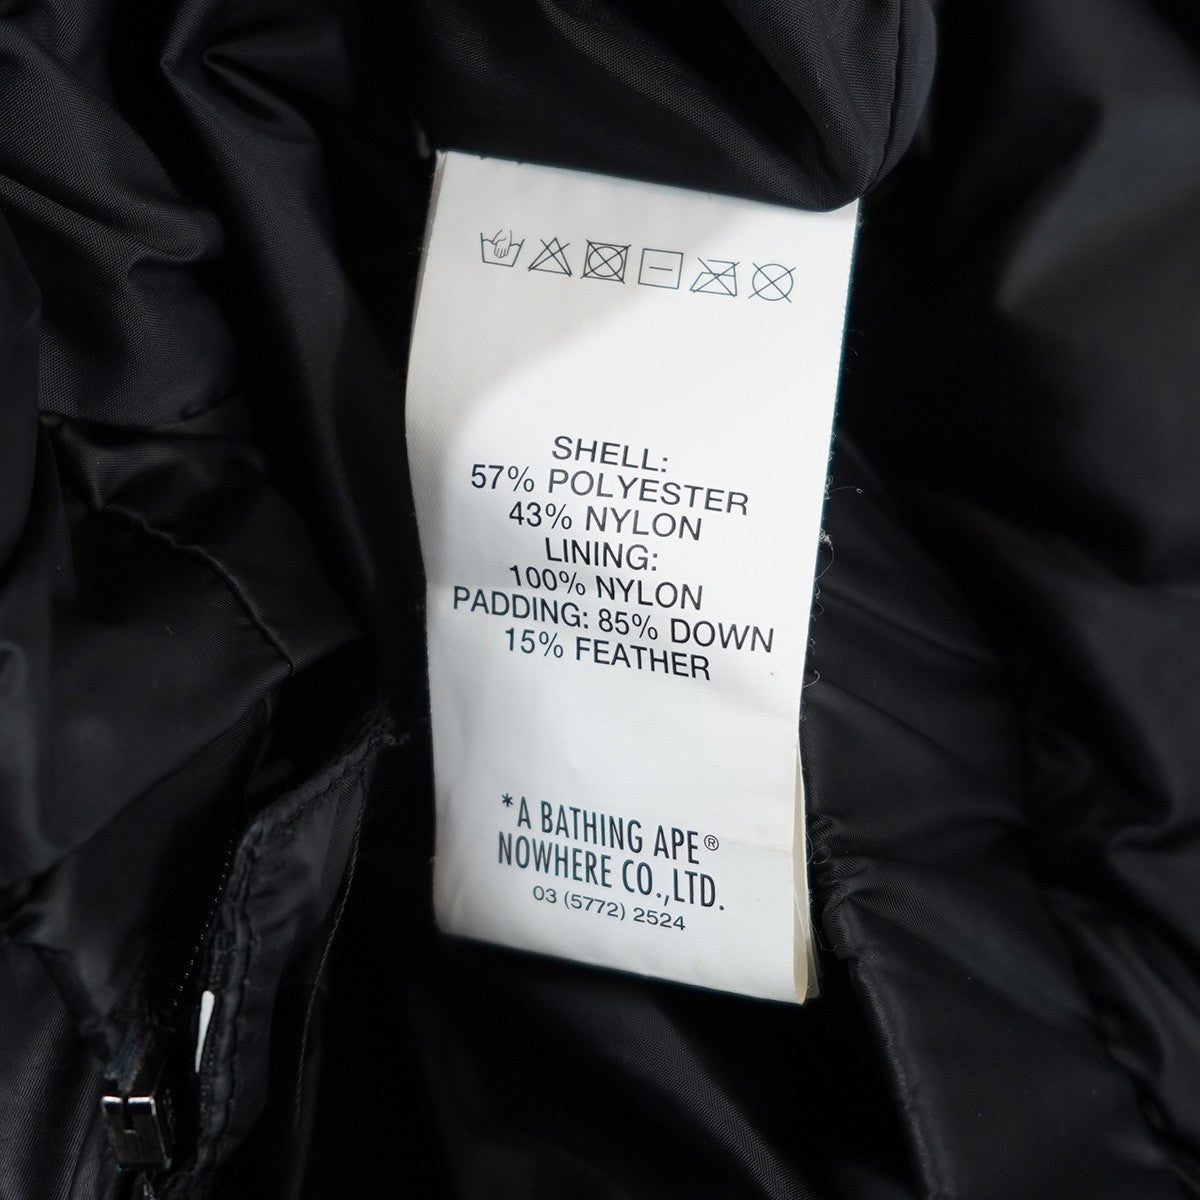 SHELL:
57% POLYESTER
43% NYLON
LINING:
100% NYLON
PADDING: 85% DOWN
15% FEATHER
*A BATHING APE®
NOWHERE CO.,LTD.
03 (5772) 2524